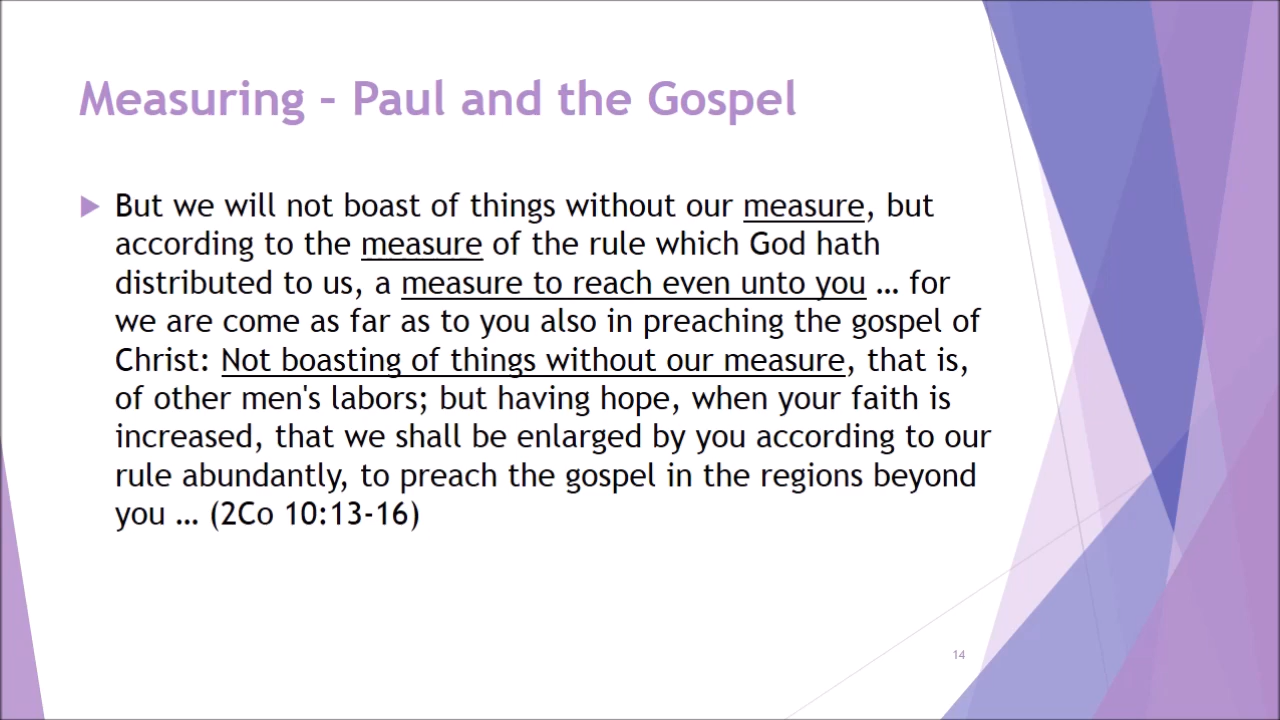 Measuring – Paul and the Gospel
But we will not boast of things without our measure, but
according to the measure of the rule which God hath
distributed to us, a measure to reach even unto you … for
we are come as far as to you also in preaching the gospel of
Christ: Not boasting of things without our measure, that is,
of other men's labors; but having hope, when your faith is
increased, that we shall be enlarged by you according to our
rule abundantly, to preach the gospel in the regions beyond
you … (2Co 10:13-16)
14